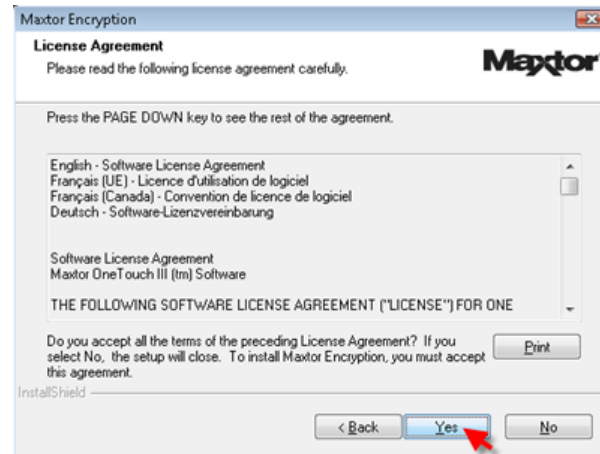 Maxtor Encryption
License Agreement
Please read the following license agreement carefully.
Maxtor
Press the PAGE DOWN key to see the rest of the agreement.
English - Software License Agreement
Français (UE) - Licence d'utilisation de logiciel
Français (Canada) - Convention de licence de logiciel
Deutsch - Software-Lizenzvereinbarung
Software License Agreement
Maxtor OneTouch III (tm) Software
THE FOLLOWING SOFTWARE LICENSE AGREEMENT ("LICENSE") FOR ONE
Do you accept all the terms of the preceding License Agreement? If you
select No, the setup will close. To install Maxtor Encryption, you must accept
this agreement.
Print
InstallShield
< Back
Yes
No